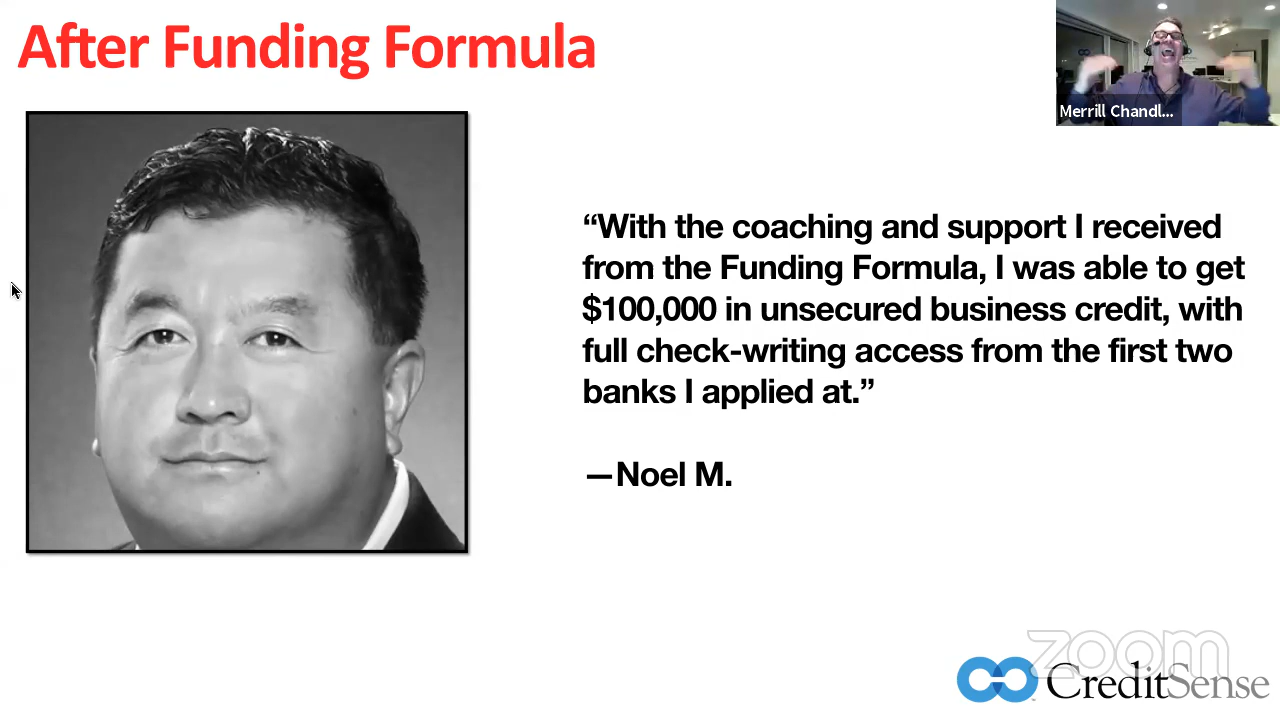 After Funding Formula
Merrill Chandl...
“With the coaching and support I received
from the Funding Formula, I was able to get
$100,000 in unsecured business credit, with
full check-writing access from the first two
banks I applied at.”
—Noel M.
zoom
CreditSense